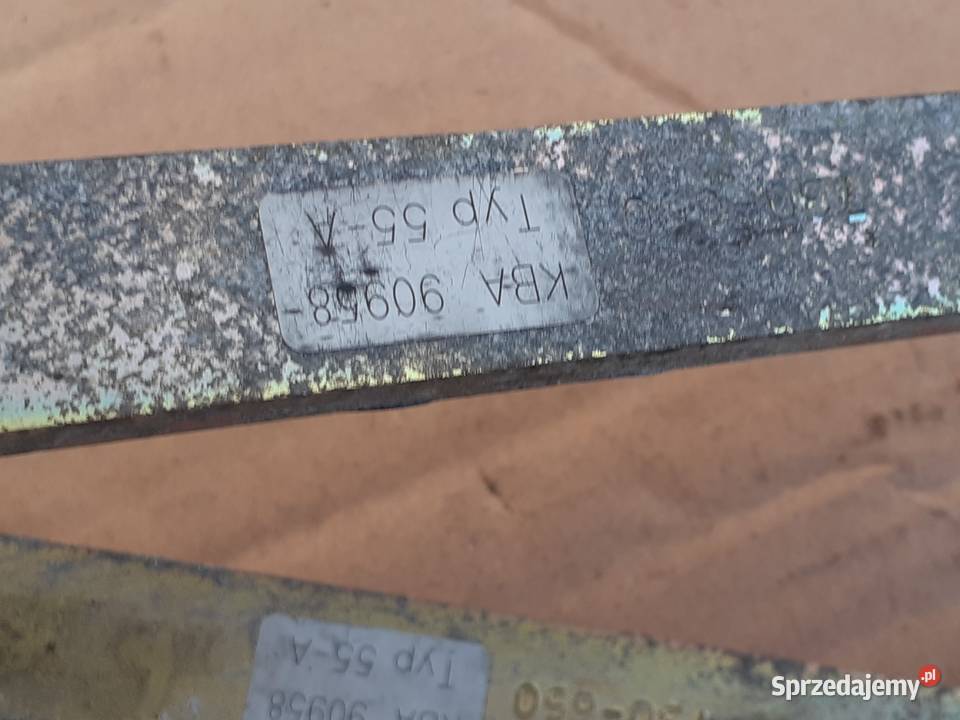 KBA 90958-
Typ 55-A
KBA 90958
Typ 55-A
Sprzedajemy.pl